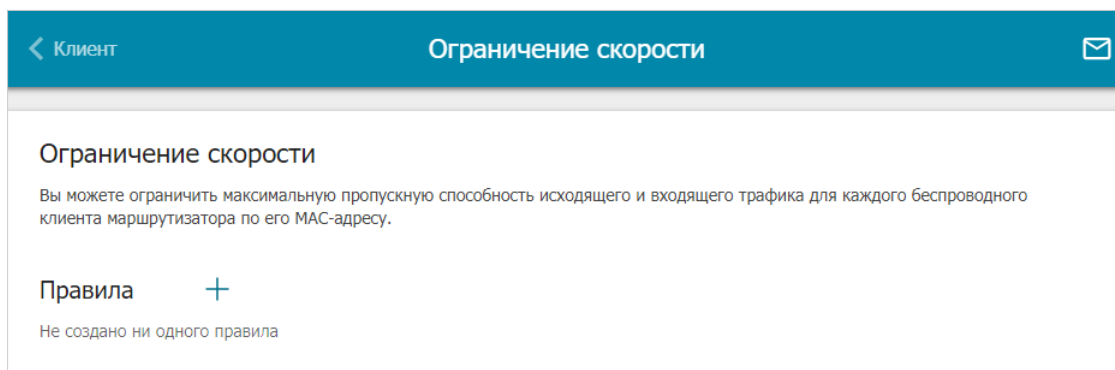 Клиент
Ограничение скорости
Ограничение скорости
Вы можете ограничить максимальную пропускную способность исходящего и входящего трафика для каждого беспроводного
клиента маршрутизатора по его MAC-адресу.
Правила
Не создано ни одного правила